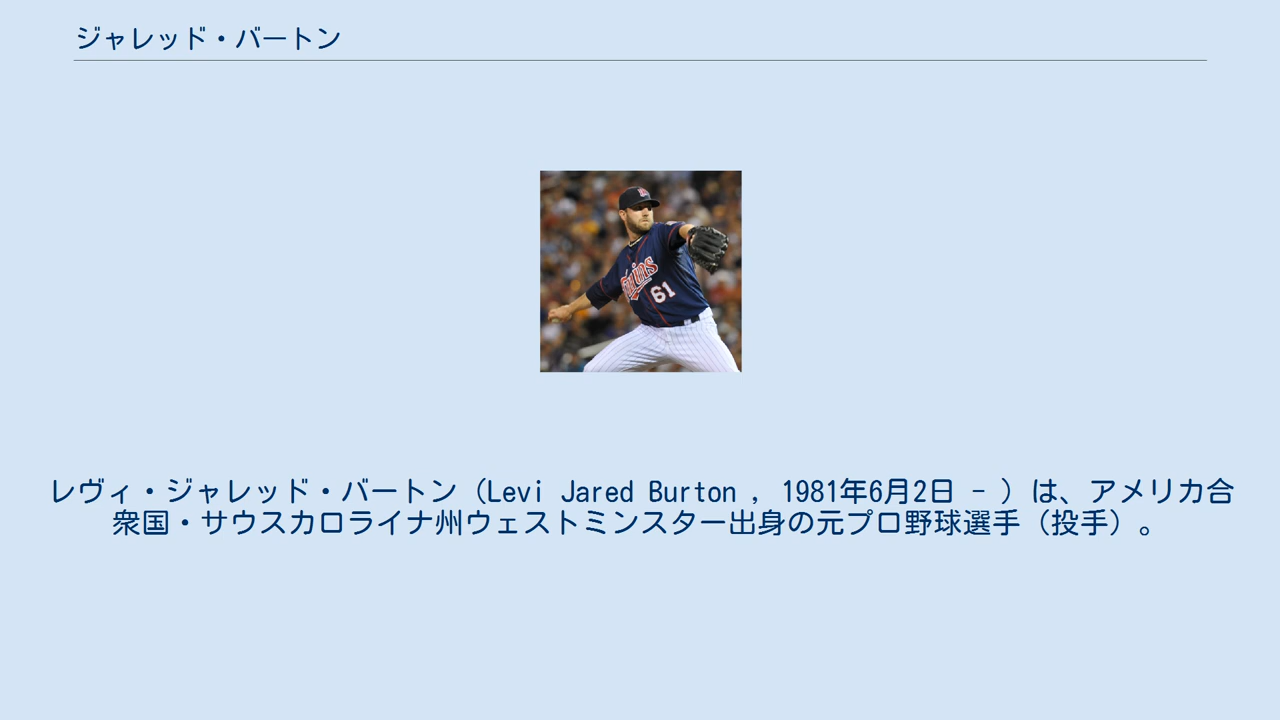 ジャレッド・バートン
Twins
61
レヴィ・ジャレッド・バートン（Levi Jared Burton , 1981年6月2日 - ）は、アメリカ合
衆国・サウスカロライナ州ウェストミンスター出身の元プロ野球選手（投手）。